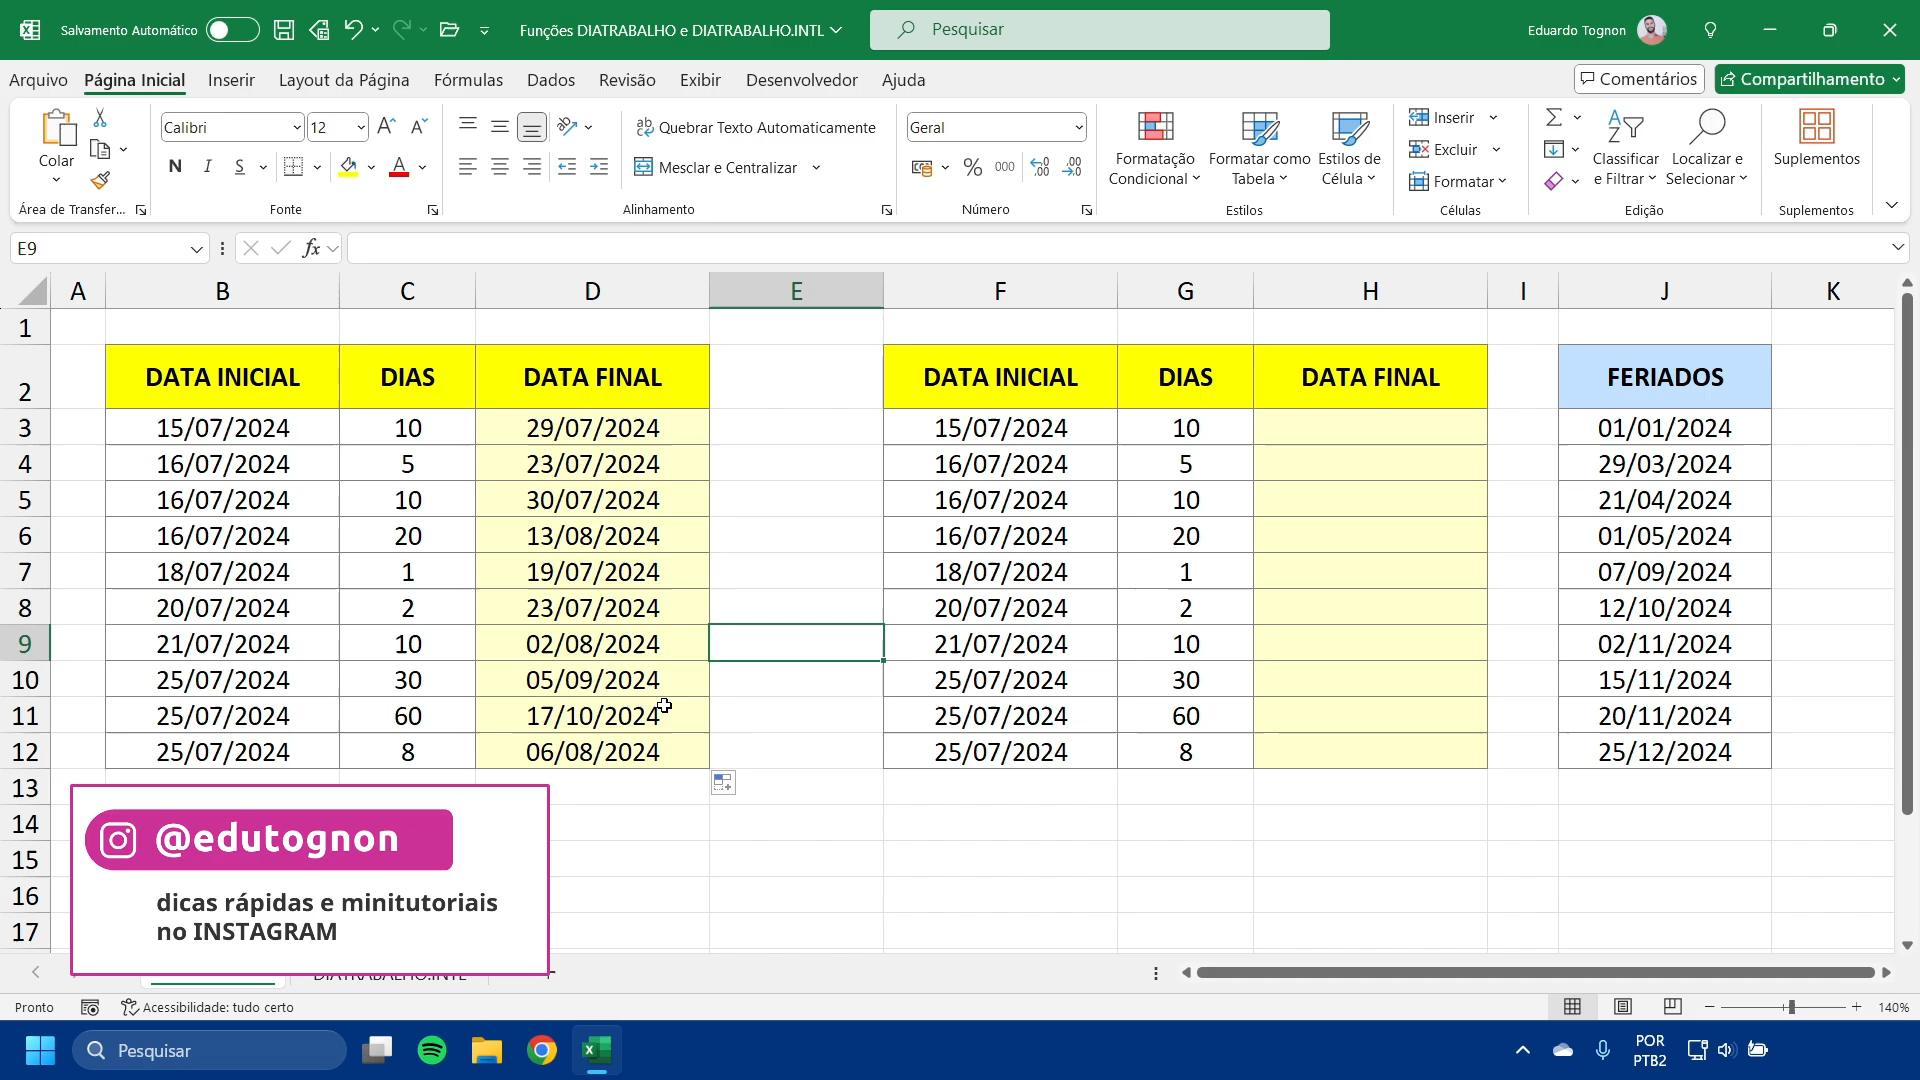 Salvamento Automático
Funções DIATRABALHO e DIATRABALHO.INTL
Pesquisar
Eduardo Tognon
Arquivo Página Inicial Inserir Layout da Página Fórmulas Dados Revisão Exibir Desenvolvedor Ajuda
Comentários
Compartilhamento
Colar
Área de Transfer...
Calibri 12
N I S
Fonte
Quebrar Texto Automaticamente
Mesclar e Centralizar
Alinhamento
Geral
% 000
Número
Formatação Condicional
Formatar como Tabela
Estilos de Célula
Estilos
Inserir
Excluir
Formatar
Células
Classificar e Filtrar
Localizar e Selecionar
Edição
Suplementos
Suplementos
E9
fx
A B C D E F G H I J K
1
2 DATA INICIAL DIAS DATA FINAL DATA INICIAL DIAS DATA FINAL FERIADOS
3 15/07/2024 10 29/07/2024 15/07/2024 10 01/01/2024
4 16/07/2024 5 23/07/2024 16/07/2024 5 29/03/2024
5 16/07/2024 10 30/07/2024 16/07/2024 10 21/04/2024
6 16/07/2024 20 13/08/2024 16/07/2024 20 01/05/2024
7 18/07/2024 1 19/07/2024 18/07/2024 1 07/09/2024
8 20/07/2024 2 23/07/2024 20/07/2024 2 12/10/2024
9 21/07/2024 10 02/08/2024 21/07/2024 10 02/11/2024
10 25/07/2024 30 05/09/2024 25/07/2024 30 15/11/2024
11 25/07/2024 60 17/10/2024 25/07/2024 60 20/11/2024
12 25/07/2024 8 06/08/2024 25/07/2024 8 25/12/2024
13
14
15
16
17
@edutognon
dicas rápidas e minitutoriais
no INSTAGRAM
DIATRABALHO.INTL
Pronto
Acessibilidade: tudo certo
140%
Pesquisar
POR
PTB2